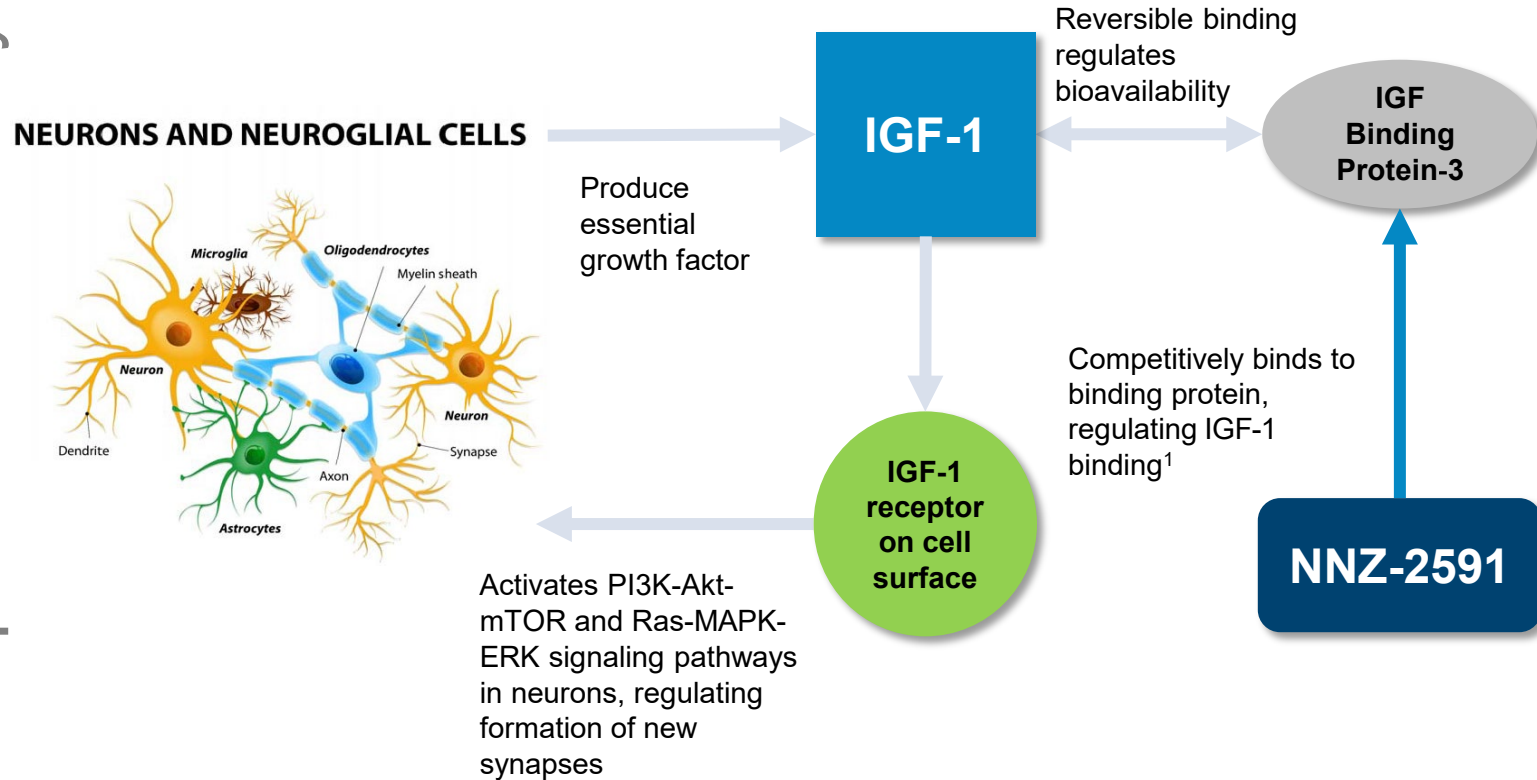 NEURONS AND NEUROGLIAL CELLS
Microglia
Oligodendrocytes
Myelin sheath
Neuron
Neuron
Dendrite
Synapse
Axon
Astrocytes
Produce
essential
growth factor
IGF-1
Reversible binding
regulates
bioavailability
IGF
Binding
Protein-3
Competitively binds to
binding protein,
regulating IGF-1
binding¹
NNZ-2591
IGF-1
receptor
on cell
surface
Activates PI3K-Akt-
mTOR and Ras-MAPK-
ERK signaling pathways
in neurons, regulating
formation of new
synapses